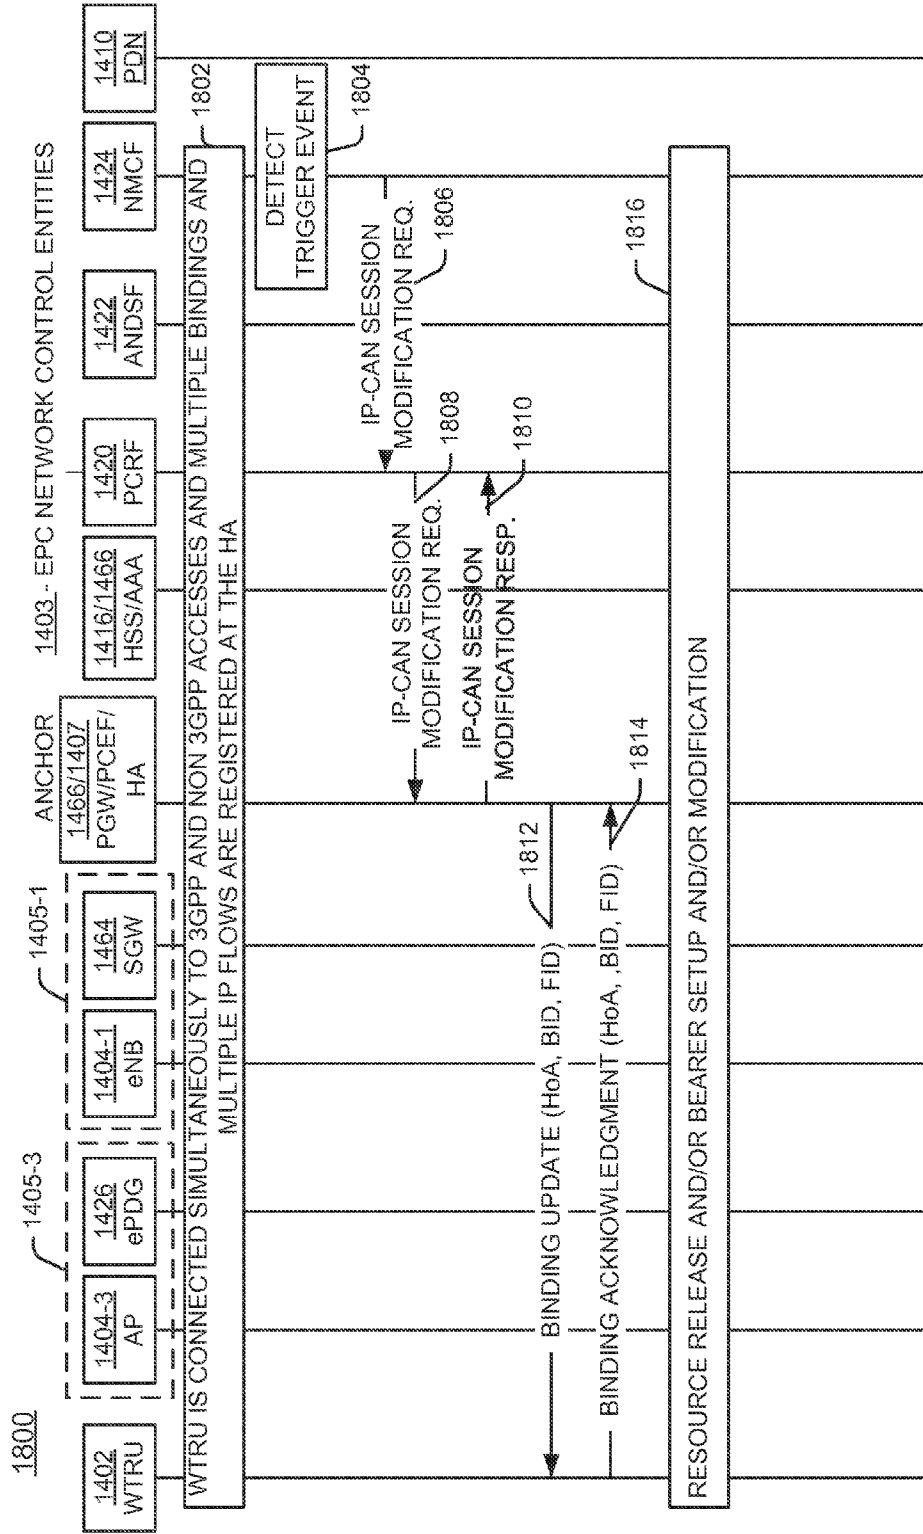 1800
1405-3
1405-1
ANCHOR
1403 - EPC NETWORK CONTROL ENTITIES
1402
WTRU
1404-3
AP
1426
ePDG
1404-1
eNB
1464
SGW
1466/1407
PGW/PCEF/
HA
1416/1466
HSS/AAA
1420
PCRF
1422
ANDSF
1424
NMCF
1410
PDN
WTRU IS CONNECTED SIMULTANEOUSLY TO 3GPP AND NON 3GPP ACCESSES AND MULTIPLE BINDINGS AND
MULTIPLE IP FLOWS ARE REGISTERED AT THE HA
1802
DETECT
TRIGGER EVENT
1804
IP-CAN SESSION
MODIFICATION REQ.
1806
IP-CAN SESSION
MODIFICATION REQ.
1808
IP-CAN SESSION
MODIFICATION RESP.
1810
BINDING UPDATE (HoA, BID, FID)
1812
BINDING ACKNOWLEDGMENT (HoA, ,BID, FID)
1814
RESOURCE RELEASE AND/OR BEARER SETUP AND/OR MODIFICATION
1816